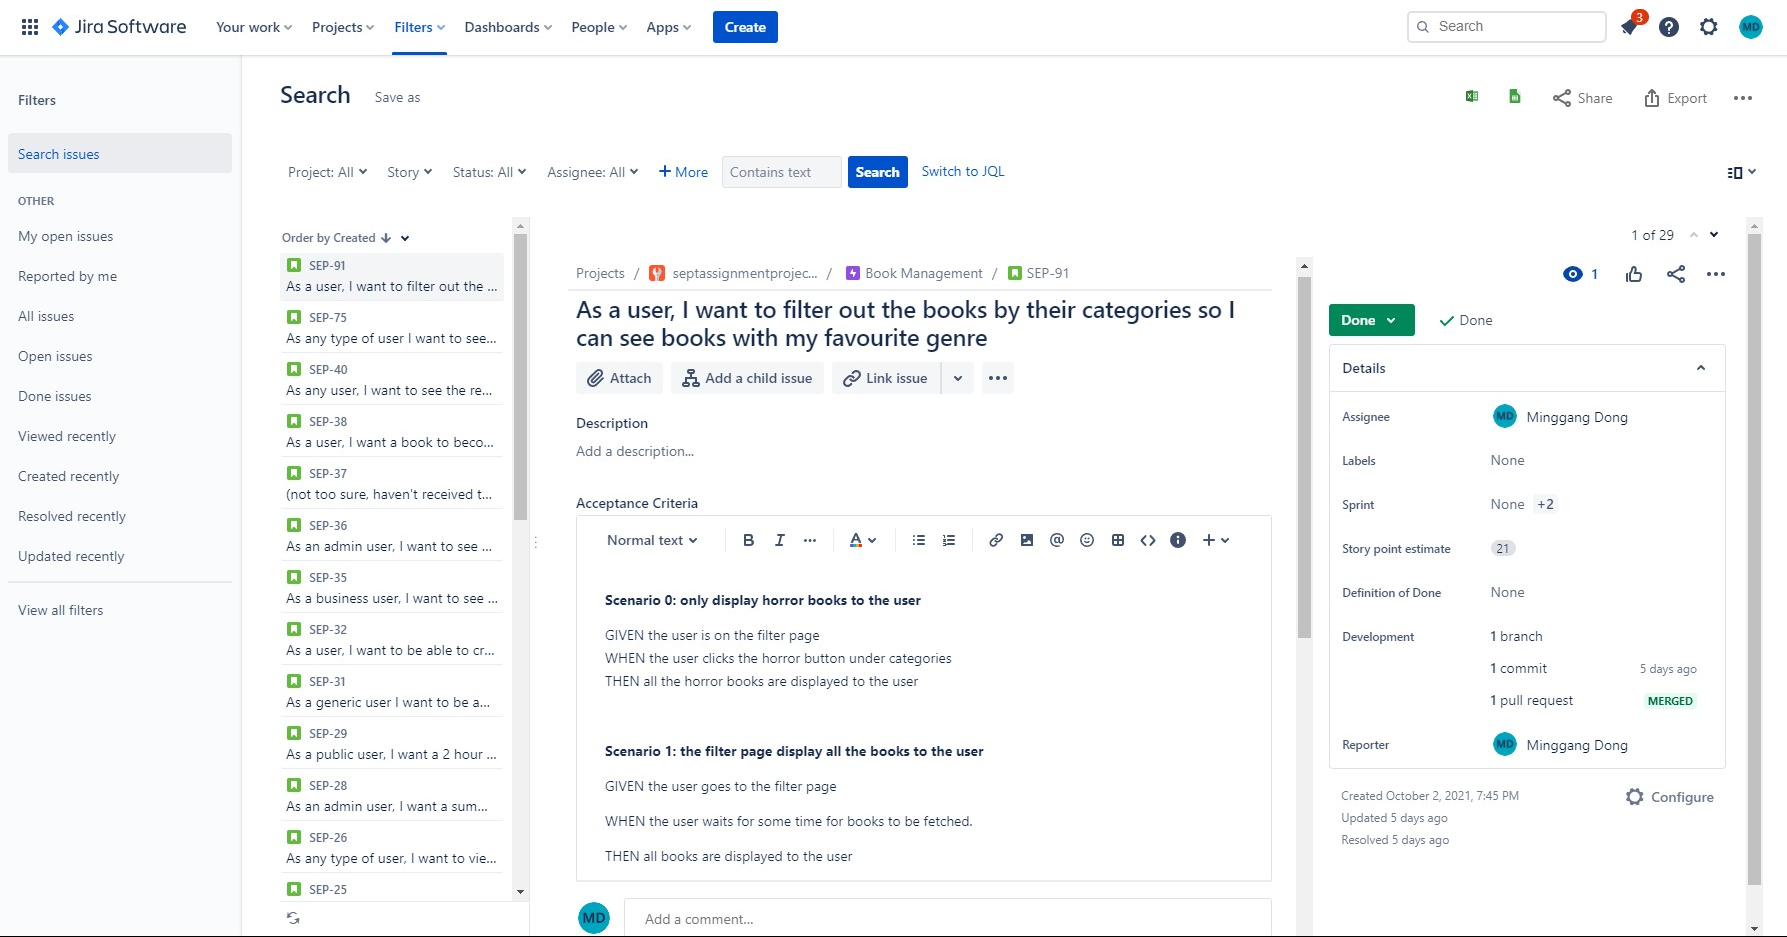 Jira Software
Your work
Projects
Filters
Dashboards
People
Apps
Create
Search
3
MD
Filters
Search issues
OTHER
My open issues
Reported by me
All issues
Open issues
Done issues
Viewed recently
Created recently
Resolved recently
Updated recently
View all filters
Search
Save as
Share
Export
Project: All
Story
Status: All
Assignee: All
+ More
Contains text
Search
Switch to JQL
Order by Created
SEP-91
As a user, I want to filter out the ...
SEP-75
As any type of user I want to see...
SEP-40
As any user, I want to see the re...
SEP-38
As a user, I want a book to beco...
SEP-37
(not too sure, haven't received t...
SEP-36
As an admin user, I want to see ...
SEP-35
As a business user, I want to see ...
SEP-32
As a user, I want to be able to cr...
SEP-31
As a generic user I want to be a...
SEP-29
As a public user, I want a 2 hour ...
SEP-28
As an admin user, I want a sum...
SEP-26
As any type of user, I want to vie...
SEP-25
Projects / septassignmentprojec... / Book Management / SEP-91
As a user, I want to filter out the books by their categories so I
can see books with my favourite genre
Attach
Add a child issue
Link issue
Description
Add a description...
Acceptance Criteria
Normal text
B
I
A
Scenario 0: only display horror books to the user
GIVEN the user is on the filter page
WHEN the user clicks the horror button under categories
THEN all the horror books are displayed to the user
Scenario 1: the filter page display all the books to the user
GIVEN the user goes to the filter page
WHEN the user waits for some time for books to be fetched.
THEN all books are displayed to the user
MD
Add a comment...
1 of 29
1
Done
Done
Details
Assignee
MD Minggang Dong
Labels
None
Sprint
None +2
Story point estimate
21
Definition of Done
None
Development
1 branch
1 commit
5 days ago
1 pull request
MERGED
Reporter
MD Minggang Dong
Created October 2, 2021, 7:45 PM
Updated 5 days ago
Resolved 5 days ago
Configure